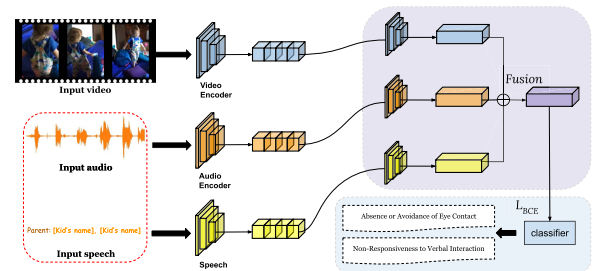 Input video
Video
Encoder
Fusion
Input audio
Audio
Encoder
Parent: [Kid's name], [Kid's name]
Input speech
Speech
L_BCE
classifier
Absence or Avoidance of Eye Contact
Non-Responsiveness to Verbal Interaction